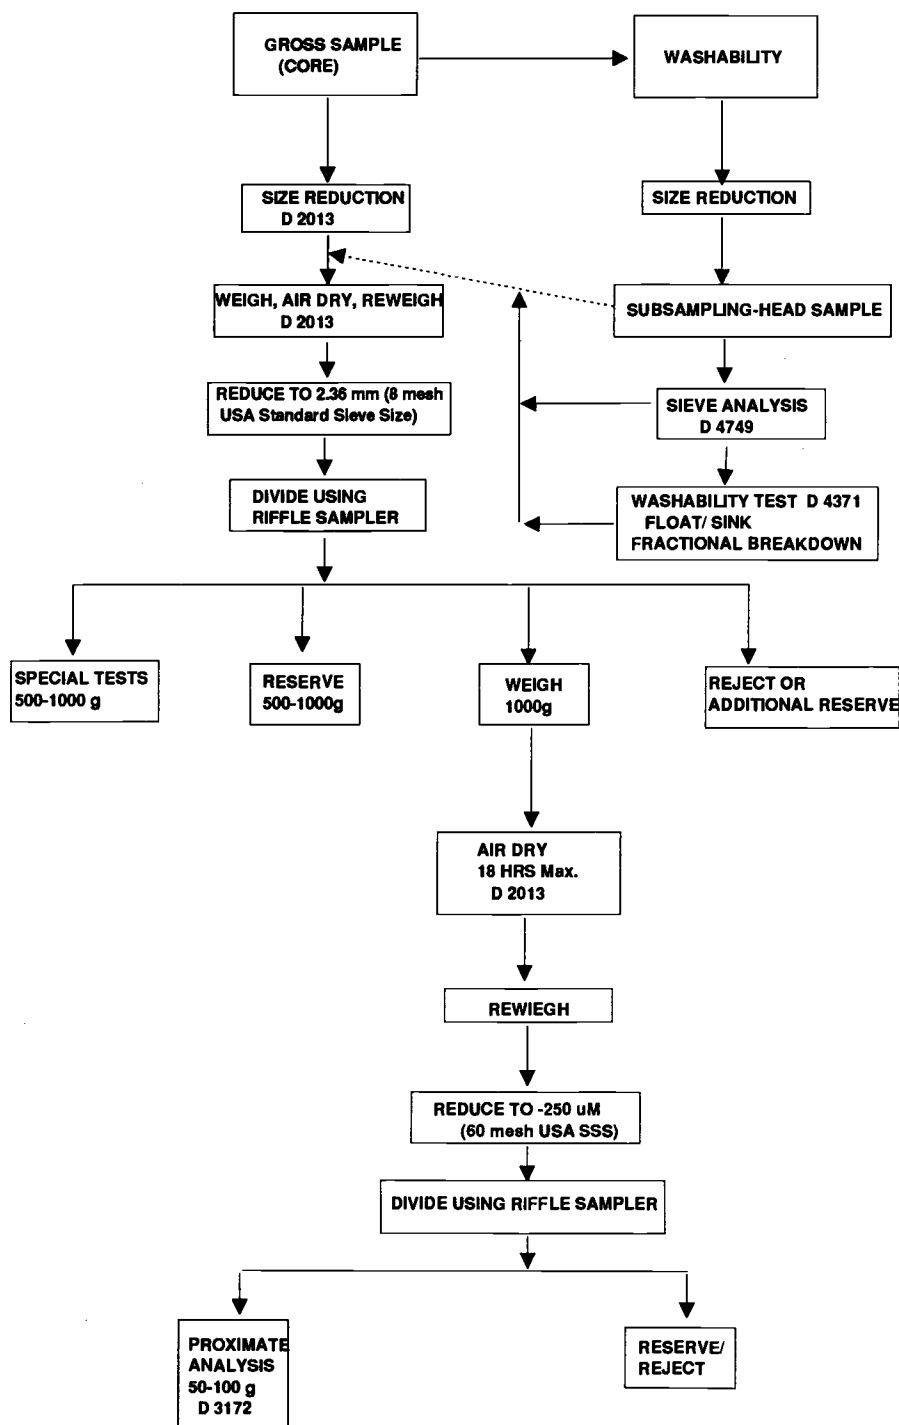 GROSS SAMPLE
(CORE)
WASHABILITY
SIZE REDUCTION
D 2013
SIZE REDUCTION
WEIGH, AIR DRY, REWEIGH
D 2013
SUBSAMPLING-HEAD SAMPLE
REDUCE TO 2.36 mm (8 mesh
USA Standard Sieve Size)
SIEVE ANALYSIS
D 4749
DIVIDE USING
RIFFLE SAMPLER
WASHABILITY TEST D 4371
FLOAT/ SINK
FRACTIONAL BREAKDOWN
SPECIAL TESTS
500-1000 g
RESERVE
500-1000g
WEIGH
1000g
REJECT OR
ADDITIONAL RESERVE
AIR DRY
18 HRS Max.
D 2013
REWIEGH
REDUCE TO -250 uM
(60 mesh USA SSS)
DIVIDE USING RIFFLE SAMPLER
PROXIMATE
ANALYSIS
50-100 g
D 3172
RESERVE/
REJECT